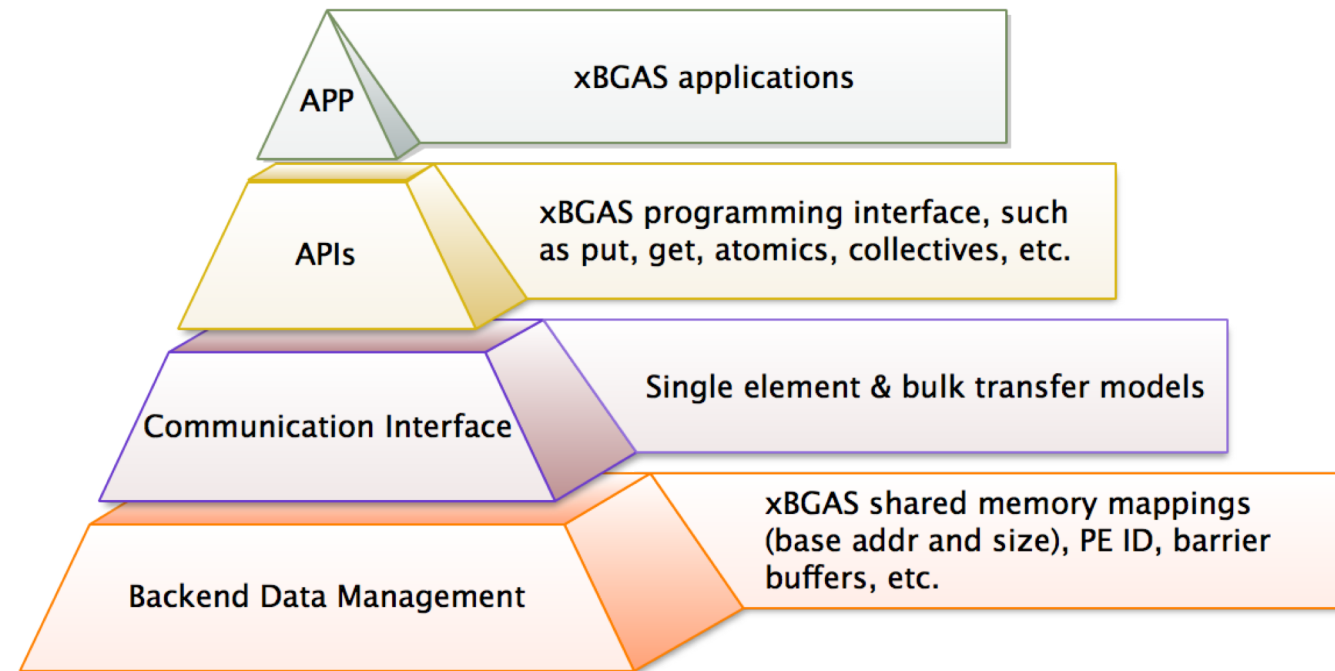 APP
xBGAS applications
APIs
xBGAS programming interface, such
as put, get, atomics, collectives, etc.
Communication Interface
Single element & bulk transfer models
Backend Data Management
xBGAS shared memory mappings
(base addr and size), PE ID, barrier
buffers, etc.